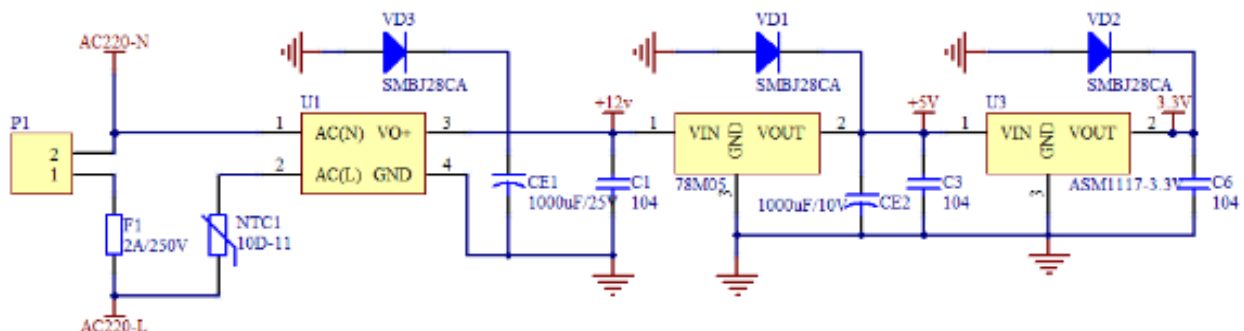 VD3
VD1
VD2
AC220-N
SMBJ28CA
SMBJ28CA
SMBJ28CA
U1
+12v
+5V
U3
3.3V
P1
1
AC(N) VO+
3
1
VIN
GND
VOUT
2
1
VIN
GND
VOUT
2
2
1
2
AC(L) GND
4
CE1
1000uF/25V
C1
104
78M05
3
1000uF/10V
CE2
C3
104
3
ASM1117-3.3V
C6
104
F1
2A/250V
NTC1
10D-11
AC220-L